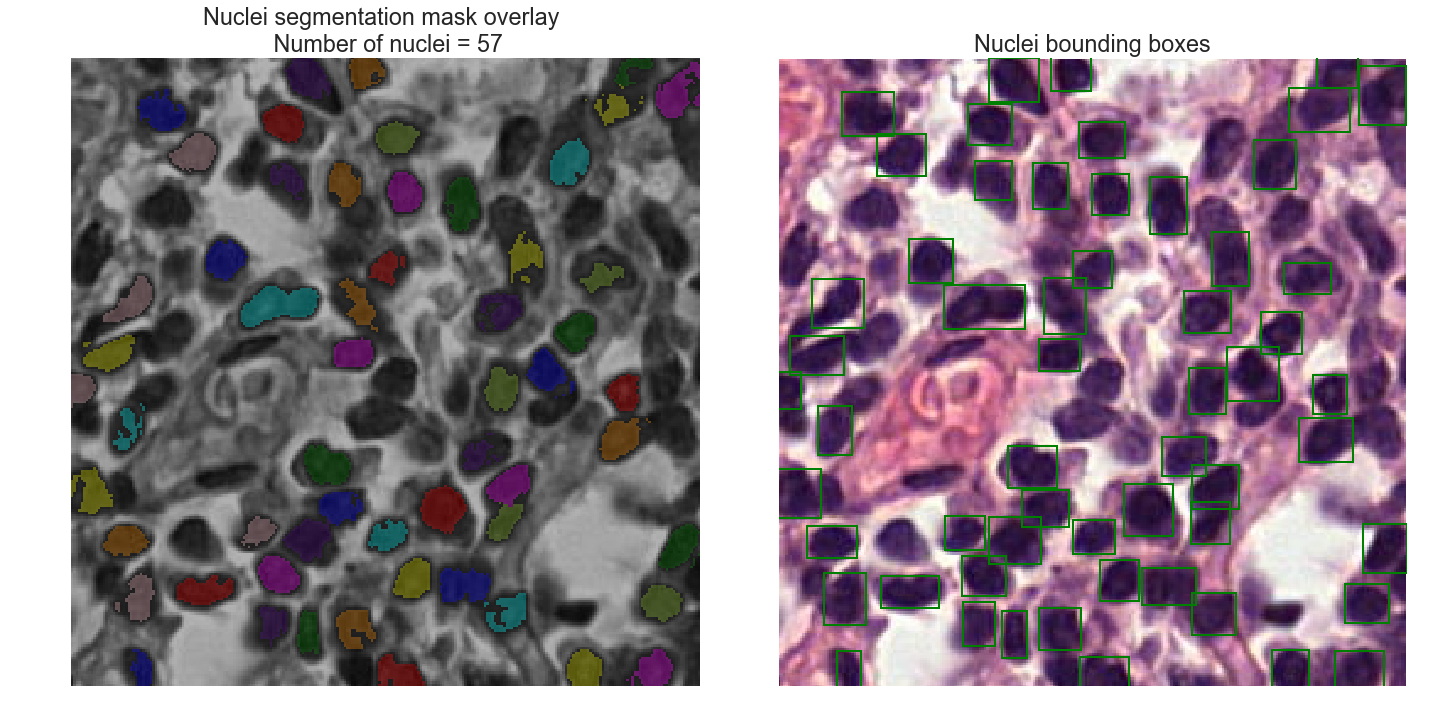 Nuclei segmentation mask overlay
Number of nuclei = 57
Nuclei bounding boxes